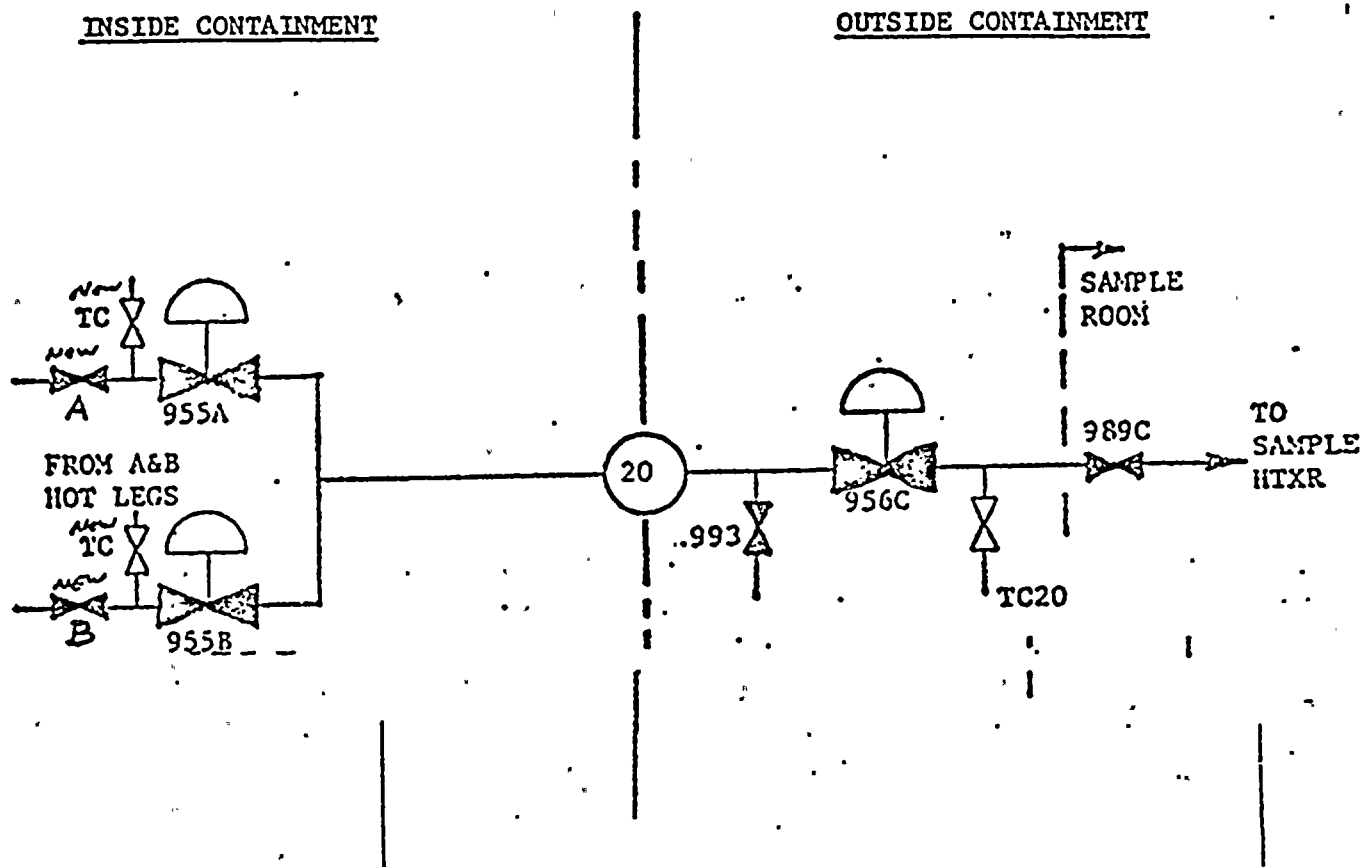 INSIDE CONTAINMENT
OUTSIDE CONTAINMENT
SAMPLE
ROOM
New
TC
New
A
955A
FROM A&B
HOT LEGS
New
TC
New
B
955B
20
..993
956C
TC20
989C
TO
SAMPLE
HTXR